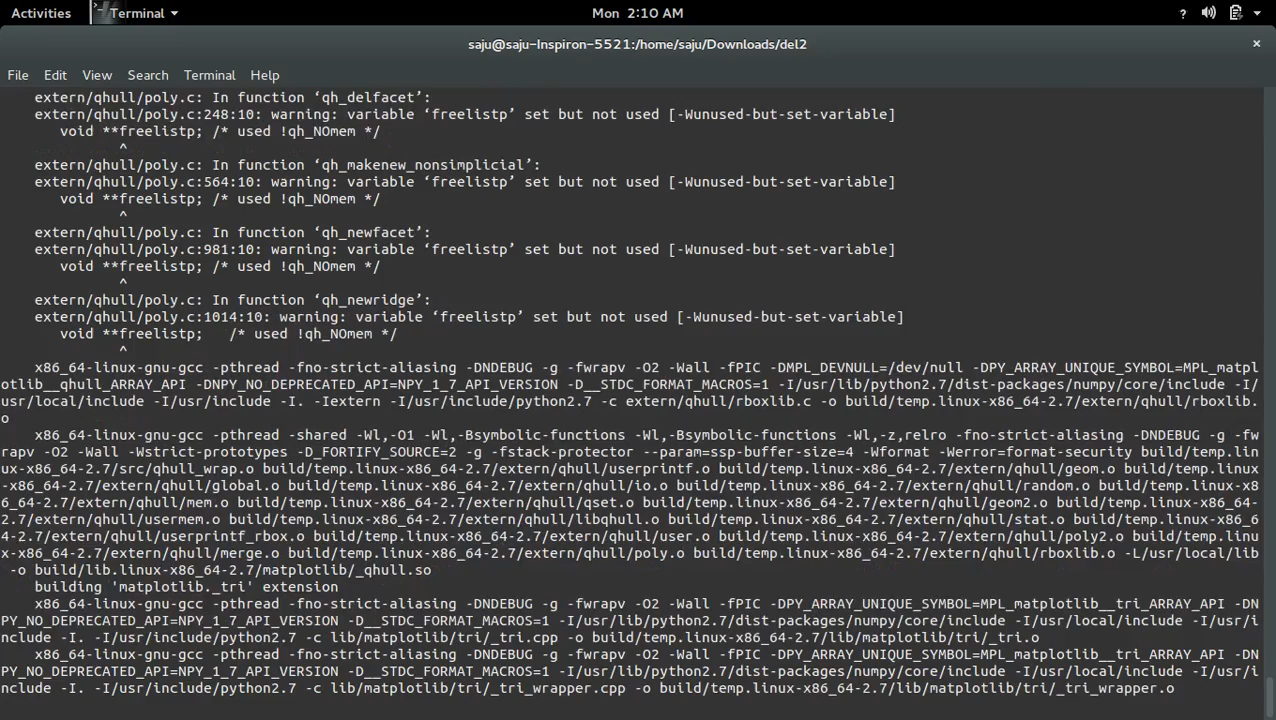 Activities
Terminal
Mon 2:10 AM
?
saju@saju-Inspiron-5521:/home/saju/Downloads/del2
×
File Edit View Search Terminal Help
    extern/qhull/poly.c: In function ‘qh_delfacet’:
    extern/qhull/poly.c:248:10: warning: variable ‘freelistp’ set but not used [-Wunused-but-set-variable]
       void **freelistp; /* used !qh_NOmem */
              ^
    extern/qhull/poly.c: In function ‘qh_makenew_nonsimplicial’:
    extern/qhull/poly.c:564:10: warning: variable ‘freelistp’ set but not used [-Wunused-but-set-variable]
       void **freelistp; /* used !qh_NOmem */
              ^
    extern/qhull/poly.c: In function ‘qh_newfacet’:
    extern/qhull/poly.c:981:10: warning: variable ‘freelistp’ set but not used [-Wunused-but-set-variable]
       void **freelistp; /* used !qh_NOmem */
              ^
    extern/qhull/poly.c: In function ‘qh_newridge’:
    extern/qhull/poly.c:1014:10: warning: variable ‘freelistp’ set but not used [-Wunused-but-set-variable]
       void **freelistp;   /* used !qh_NOmem */
              ^
    x86_64-linux-gnu-gcc -pthread -fno-strict-aliasing -DNDEBUG -g -fwrapv -O2 -Wall -fPIC -DMPL_DEVNULL=/dev/null -DPY_ARRAY_UNIQUE_SYMBOL=MPL_matpl
otlib__qhull_ARRAY_API -DNPY_NO_DEPRECATED_API=NPY_1_7_API_VERSION -D__STDC_FORMAT_MACROS=1 -I/usr/lib/python2.7/dist-packages/numpy/core/include -I/
usr/local/include -I/usr/include -I. -Iextern -I/usr/include/python2.7 -c extern/qhull/rboxlib.c -o build/temp.linux-x86_64-2.7/extern/qhull/rboxlib.
o
    x86_64-linux-gnu-gcc -pthread -shared -Wl,-O1 -Wl,-Bsymbolic-functions -Wl,-Bsymbolic-functions -Wl,-z,relro -fno-strict-aliasing -DNDEBUG -g -fw
rapv -O2 -Wall -Wstrict-prototypes -D_FORTIFY_SOURCE=2 -g -fstack-protector --param=ssp-buffer-size=4 -Wformat -Werror=format-security build/temp.lin
ux-x86_64-2.7/src/qhull_wrap.o build/temp.linux-x86_64-2.7/extern/qhull/userprintf.o build/temp.linux-x86_64-2.7/extern/qhull/geom.o build/temp.linux
-x86_64-2.7/extern/qhull/global.o build/temp.linux-x86_64-2.7/extern/qhull/io.o build/temp.linux-x86_64-2.7/extern/qhull/random.o build/temp.linux-x8
6_64-2.7/extern/qhull/mem.o build/temp.linux-x86_64-2.7/extern/qhull/qset.o build/temp.linux-x86_64-2.7/extern/qhull/geom2.o build/temp.linux-x86_64-
2.7/extern/qhull/usermem.o build/temp.linux-x86_64-2.7/extern/qhull/libqhull.o build/temp.linux-x86_64-2.7/extern/qhull/stat.o build/temp.linux-x86_6
4-2.7/extern/qhull/userprintf_rbox.o build/temp.linux-x86_64-2.7/extern/qhull/user.o build/temp.linux-x86_64-2.7/extern/qhull/poly2.o build/temp.linu
x-x86_64-2.7/extern/qhull/merge.o build/temp.linux-x86_64-2.7/extern/qhull/poly.o build/temp.linux-x86_64-2.7/extern/qhull/rboxlib.o -L/usr/local/lib
 -o build/lib.linux-x86_64-2.7/matplotlib/_qhull.so
    building 'matplotlib._tri' extension
    x86_64-linux-gnu-gcc -pthread -fno-strict-aliasing -DNDEBUG -g -fwrapv -O2 -Wall -fPIC -DPY_ARRAY_UNIQUE_SYMBOL=MPL_matplotlib__tri_ARRAY_API -DN
PY_NO_DEPRECATED_API=NPY_1_7_API_VERSION -D__STDC_FORMAT_MACROS=1 -I/usr/lib/python2.7/dist-packages/numpy/core/include -I/usr/local/include -I/usr/i
nclude -I. -I/usr/include/python2.7 -c lib/matplotlib/tri/_tri.cpp -o build/temp.linux-x86_64-2.7/lib/matplotlib/tri/_tri.o
    x86_64-linux-gnu-gcc -pthread -fno-strict-aliasing -DNDEBUG -g -fwrapv -O2 -Wall -fPIC -DPY_ARRAY_UNIQUE_SYMBOL=MPL_matplotlib__tri_ARRAY_API -DN
PY_NO_DEPRECATED_API=NPY_1_7_API_VERSION -D__STDC_FORMAT_MACROS=1 -I/usr/lib/python2.7/dist-packages/numpy/core/include -I/usr/local/include -I/usr/i
nclude -I. -I/usr/include/python2.7 -c lib/matplotlib/tri/_tri_wrapper.cpp -o build/temp.linux-x86_64-2.7/lib/matplotlib/tri/_tri_wrapper.o